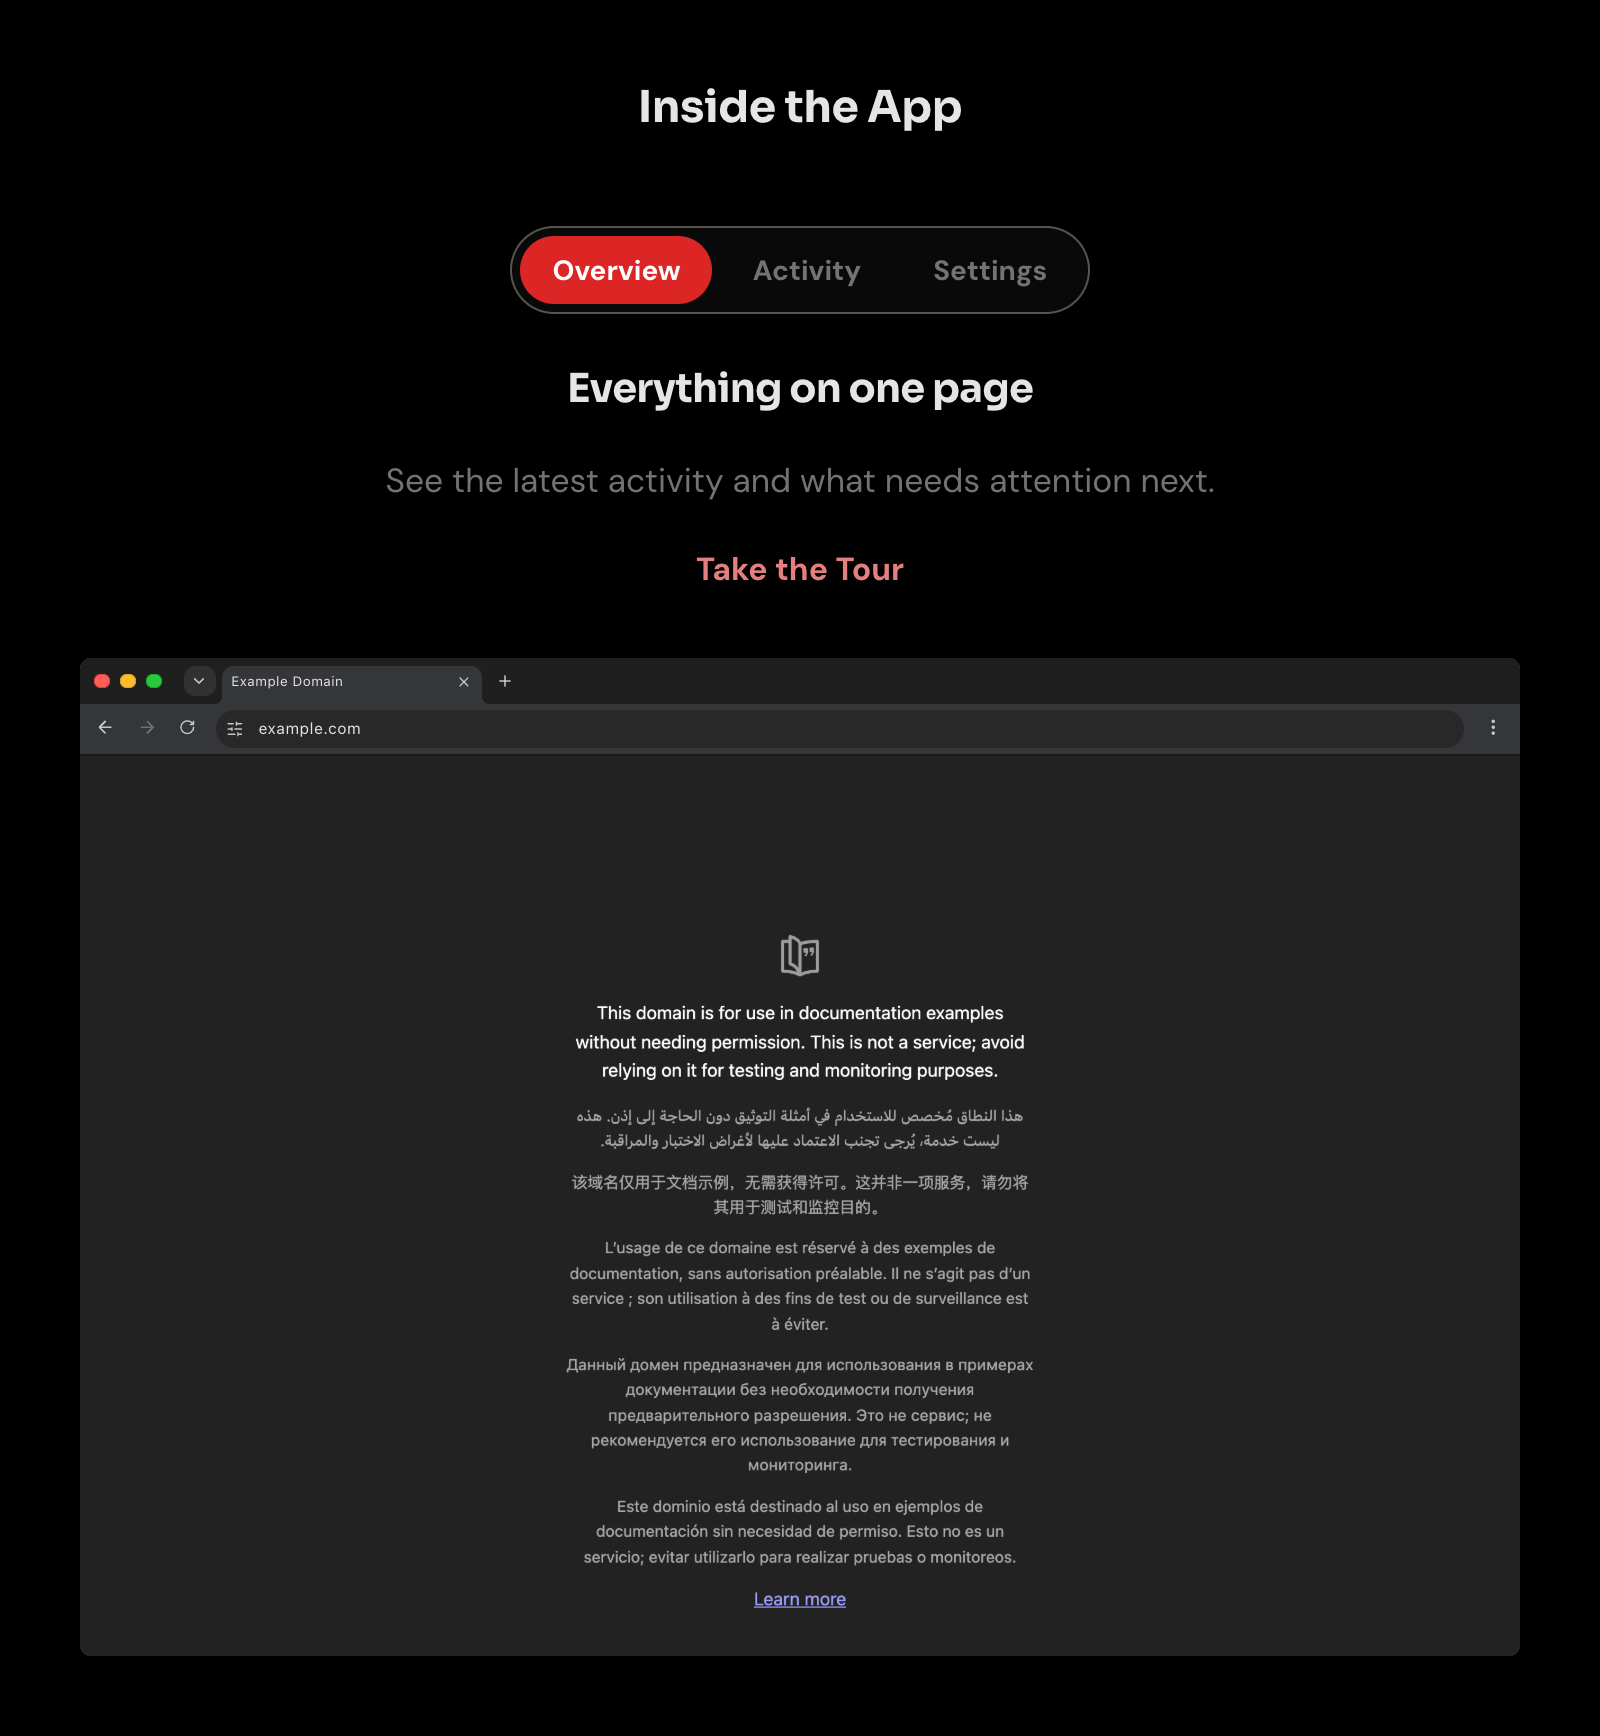 Inside the App
Overview Activity Settings
Everything on one page
See the latest activity and what needs attention next.
Take the Tour
Example Domain
example.com
This domain is for use in documentation examples
without needing permission. This is not a service; avoid
relying on it for testing and monitoring purposes.
هذا النطاق مُخصص للاستخدام في أمثلة التوثيق دون الحاجة إلى إذن. هذه
ليست خدمة، يُرجى تجنب الاعتماد عليها لأغراض الاختبار والمراقبة.
该域名仅用于文档示例，无需获得许可。这并非一项服务，请勿将
其用于测试和监控目的。
L’usage de ce domaine est réservé à des exemples de
documentation, sans autorisation préalable. Il ne s’agit pas d’un
service ; son utilisation à des fins de test ou de surveillance est
à éviter.
Данный домен предназначен для использования в примерах
документации без необходимости получения
предварительного разрешения. Это не сервис; не
рекомендуется его использование для тестирования и
мониторинга.
Este dominio está destinado al uso en ejemplos de
documentación sin necesidad de permiso. Esto no es un
servicio; evitar utilizarlo para realizar pruebas o monitoreos.
Learn more